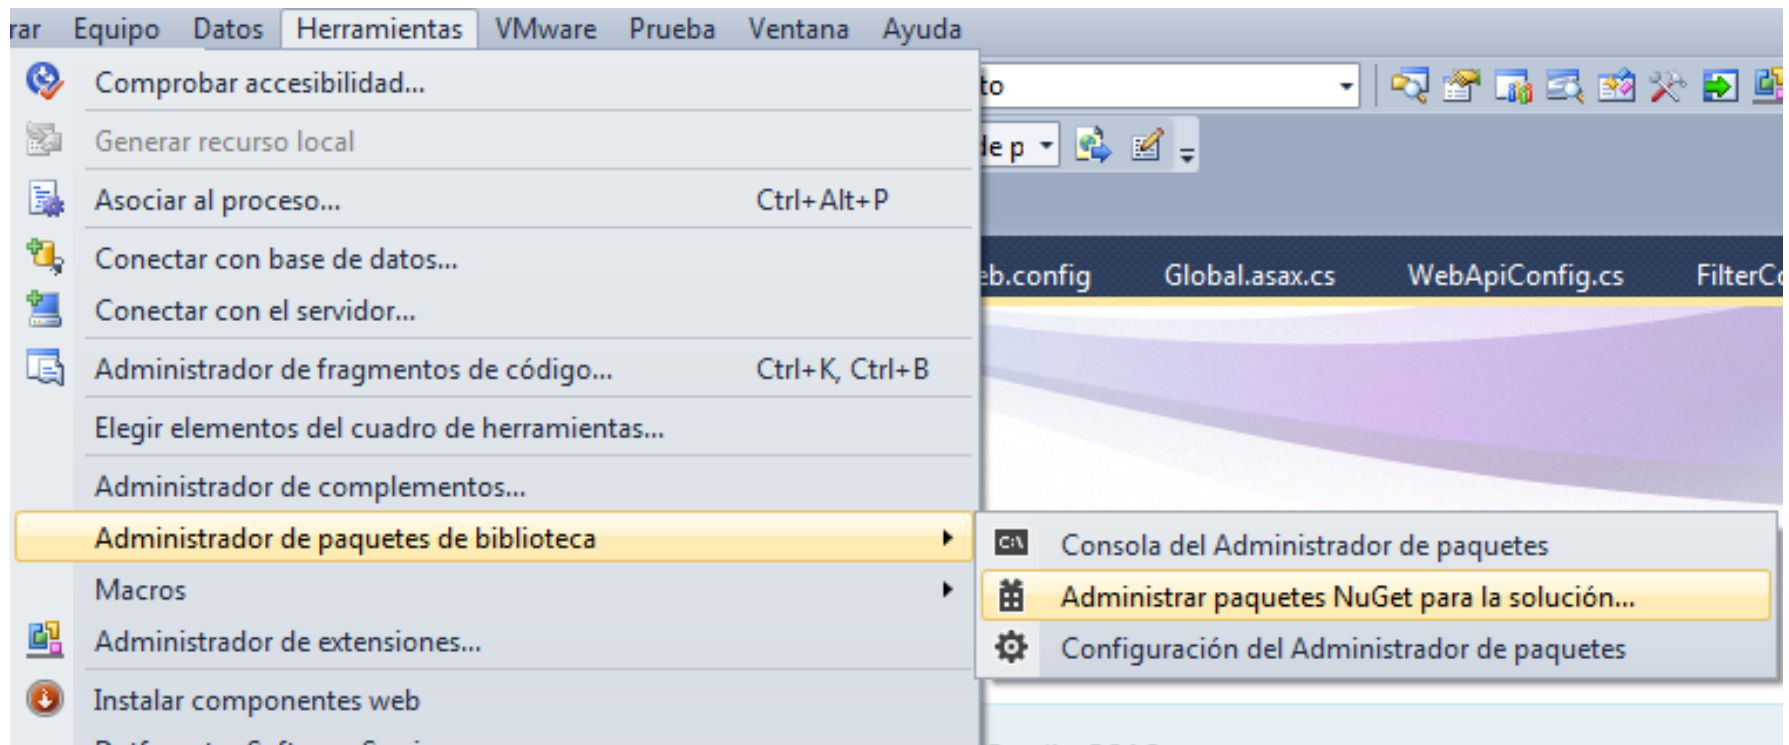 Equipo Datos Herramientas VMware Prueba Ventana Ayuda
Comprobar accesibilidad...
Generar recurso local
Asociar al proceso... Ctrl+Alt+P
Conectar con base de datos...
Conectar con el servidor...
Administrador de fragmentos de código... Ctrl+K, Ctrl+B
Elegir elementos del cuadro de herramientas...
Administrador de complementos...
Administrador de paquetes de biblioteca
Macros
Administrador de extensiones...
Instalar componentes web
to
de p
eb.config Global.asax.cs WebApiConfig.cs FilterCo
C:\
Consola del Administrador de paquetes
Administrar paquetes NuGet para la solución...
Configuración del Administrador de paquetes